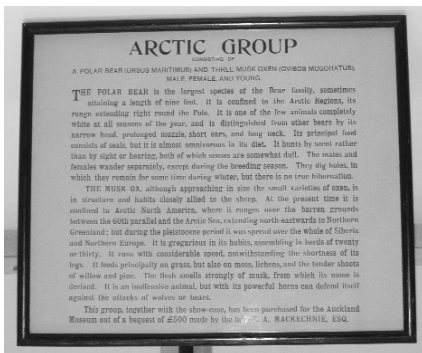 ARCTIC GROUP
CONSISTING OF
A POLAR BEAR (URSUS MARITIMUS) AND THREE MUSK OXEN (OVIBOS MUSCHATUS),
MALE, FEMALE, AND YOUNG.
THE POLAR BEAR is the largest species of the Bear family, sometimes
attaining a length of nine feet. It is confined to the Arctic Regions, its
range extending right round the Pole. It is one of the few animals completely
white at all seasons of the year, and is distinguished from other bears by its
narrow head, prolonged muzzle, short ears, and long neck. Its principal food
consists of seals, but it is almost omnivorous in its diet. It hunts by scent rather
than by sight or hearing, both of which senses are somewhat dull. The males and
females wander separately, except during the breeding season. They dig holes, in
which they remain for some time during winter, but there is no true hibernation.
THE MUSK OX, although approaching in size the small varieties of oxen, is
in structure and habits closely allied to the sheep. At the present time it is
confined to Arctic North America, where it ranges over the barren grounds
between the 60th parallel and the Arctic Sea, extending north-eastwards to Northern
Greenland; but during the pleistocene period it was spread over the whole of Siberia
and Northern Europe. It is gregarious in its habits, assembling in herds of twenty
or thirty. It runs with considerable speed, notwithstanding the shortness of its
legs. It feeds principally on grass, but also on moss, lichens, and the tender shoots
of willow and pine. The flesh smells strongly of musk, from which its name is
derived. It is an inoffensive animal, but with its powerful horns can defend itself
against the attacks of wolves or bears.
This group, together with the show-case, has been purchased for the Auckland
Museum out of a bequest of £500 made by the A. MACKECHNIE, ESQ.